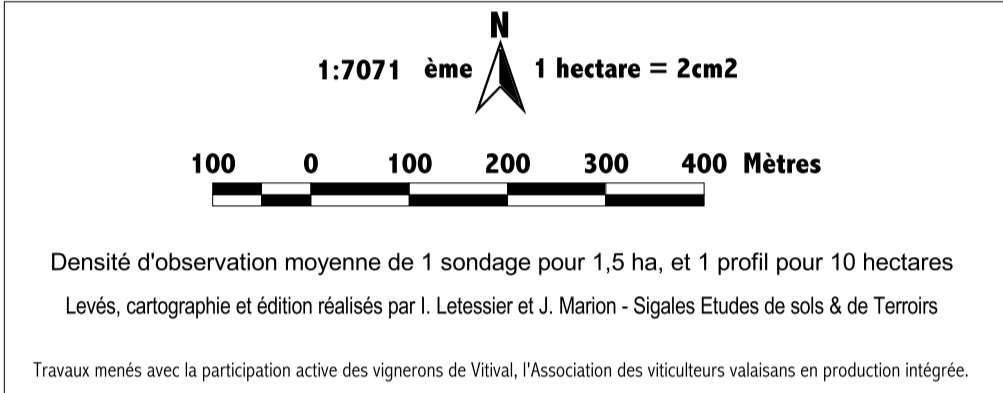 N
1:7071 ème 1 hectare = 2cm2
100 0 100 200 300 400 Mètres
Densité d'observation moyenne de 1 sondage pour 1,5 ha, et 1 profil pour 10 hectares
Levés, cartographie et édition réalisés par I. Letessier et J. Marion - Sigales Etudes de sols & de Terroirs
Travaux menés avec la participation active des vignerons de Vitival, l'Association des viticulteurs valaisans en production intégrée.